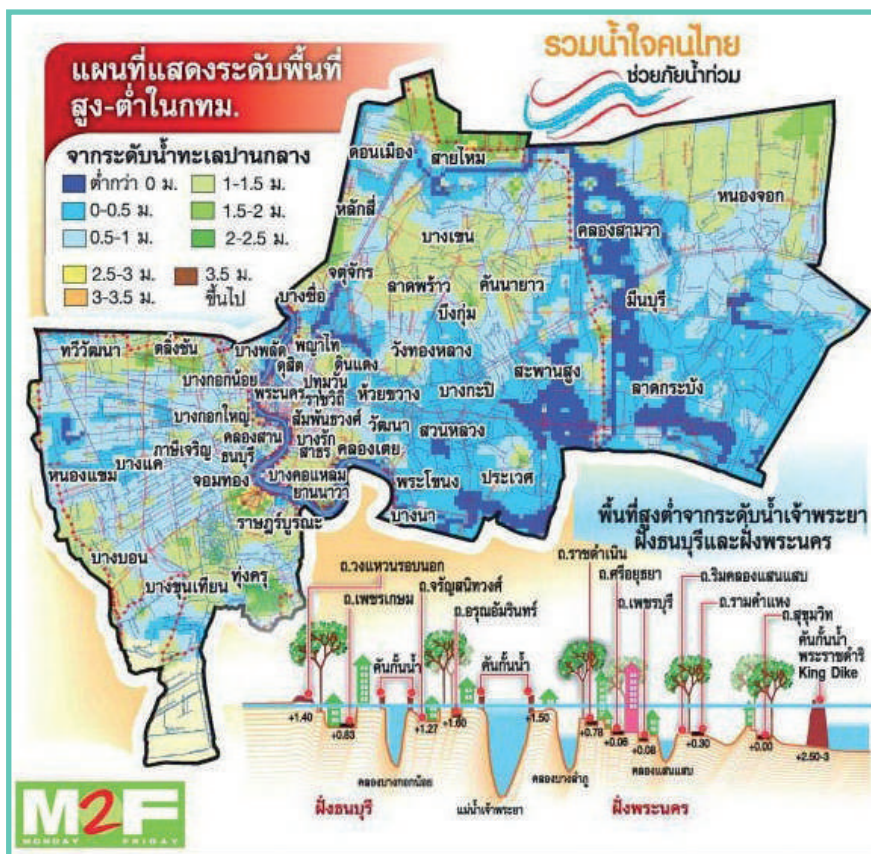 แผนที่แสดงระดับพื้นที่
สูง-ต่ำในกทม.
รวมน้ำใจคนไทย
ช่วยภัยน้ำท่วม
จากระดับน้ำทะเลปานกลาง
ต่ำกว่า 0 ม.
1-1.5 ม.
0-0.5 ม.
1.5-2 ม.
0.5-1 ม.
2-2.5 ม.
2.5-3 ม.
3.5 ม.
ขึ้นไป
3-3.5 ม.
ดอนเมือง
สายไหม
หลักสี่
บางเขน
คลองสามวา
หนองจอก
จตุจักร
ลาดพร้าว
คันนายาว
บางซื่อ
บึงกุ่ม
มีนบุรี
ทวีวัฒนา
ตลิ่งชัน
บางพลัด
พญาไท
ดุสิต
ดินแดง
วังทองหลาง
บางกอกน้อย
พระนคร
ปทุมวัน
ราชวิถี
ห้วยขวาง
บางกะปิ
สะพานสูง
ลาดกระบัง
บางกอกใหญ่
สัมพันธวงศ์
วัฒนา
สวนหลวง
คลองสาน
บางรัก
สาธร
คลองเตย
ภาษีเจริญ
ธนบุรี
หนองแขม
บางแค
จอมทอง
บางคอแหลม
ยานนาวา
พระโขนง
ประเวศ
ราษฎร์บูรณะ
บางนา
บางบอน
บางขุนเทียน
ทุ่งครุ
พื้นที่สูงต่ำจากระดับน้ำเจ้าพระยา
ฝั่งธนบุรีและฝั่งพระนคร
ถ.วงแหวนรอบนอก
ถ.เพชรเกษม
ถ.จรัญสนิทวงศ์
ถ.อรุณอัมรินทร์
ถ.ราชดำเนิน
ถ.ศรีอยุธยา
ถ.เพชรบุรี
ถ.ริมคลองแสนแสบ
ถ.รามคำแหง
ถ.สุขุมวิท
คันกั้นน้ำ
พระราชดำริ
King Dike
คันกั้นน้ำ
คันกั้นน้ำ
+1.40
+0.83
+1.27
+1.60
+1.50
+0.78
+0.05
+0.08
+0.30
+0.00
+2.50-3
คลองบางกอกน้อย
แม่น้ำเจ้าพระยา
คลองบางลำภู
คลองแสนแสบ
ฝั่งธนบุรี
ฝั่งพระนคร
M2F
MONDAY FRIDAY